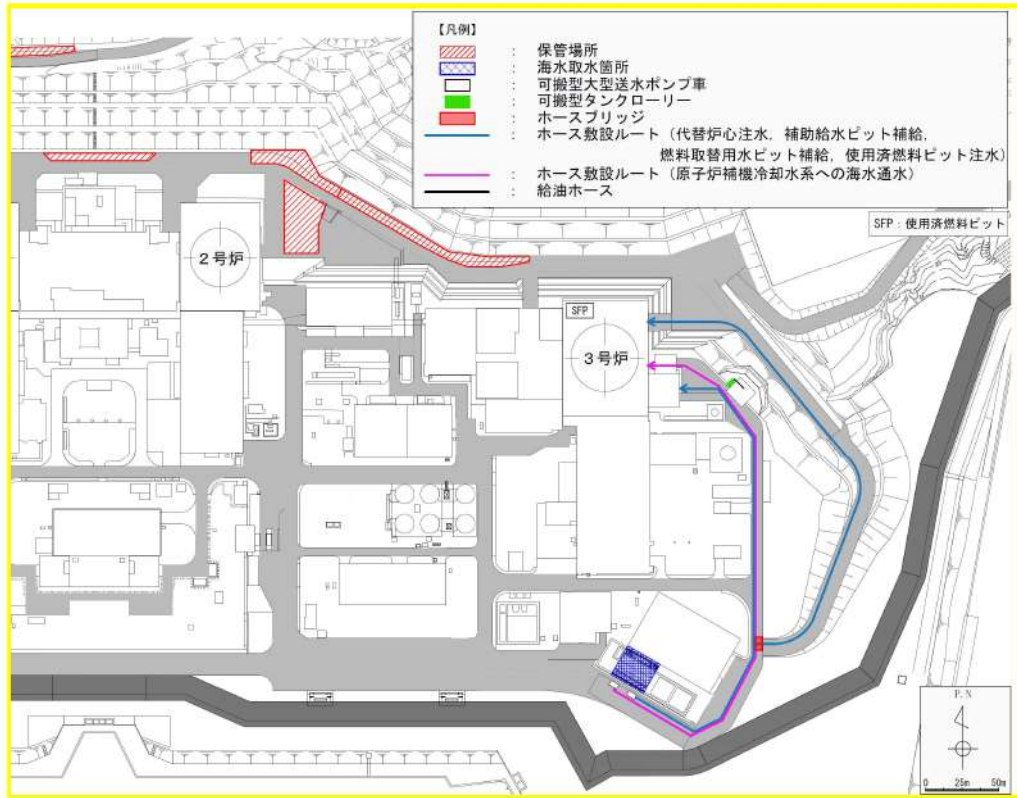 【凡例】
： 保管場所
： 海水取水箇所
： 可搬型大型送水ポンプ車
： 可搬型タンクローリー
： ホースブリッジ
： ホース敷設ルート（代替炉心注水，補助給水ピット補給，
燃料取替用水ピット補給，使用済燃料ピット注水）
： ホース敷設ルート（原子炉補機冷却水系への海水通水）
： 給油ホース
SFP：使用済燃料ピット
2号炉
SFP
3号炉
P.N
0 25m 50m